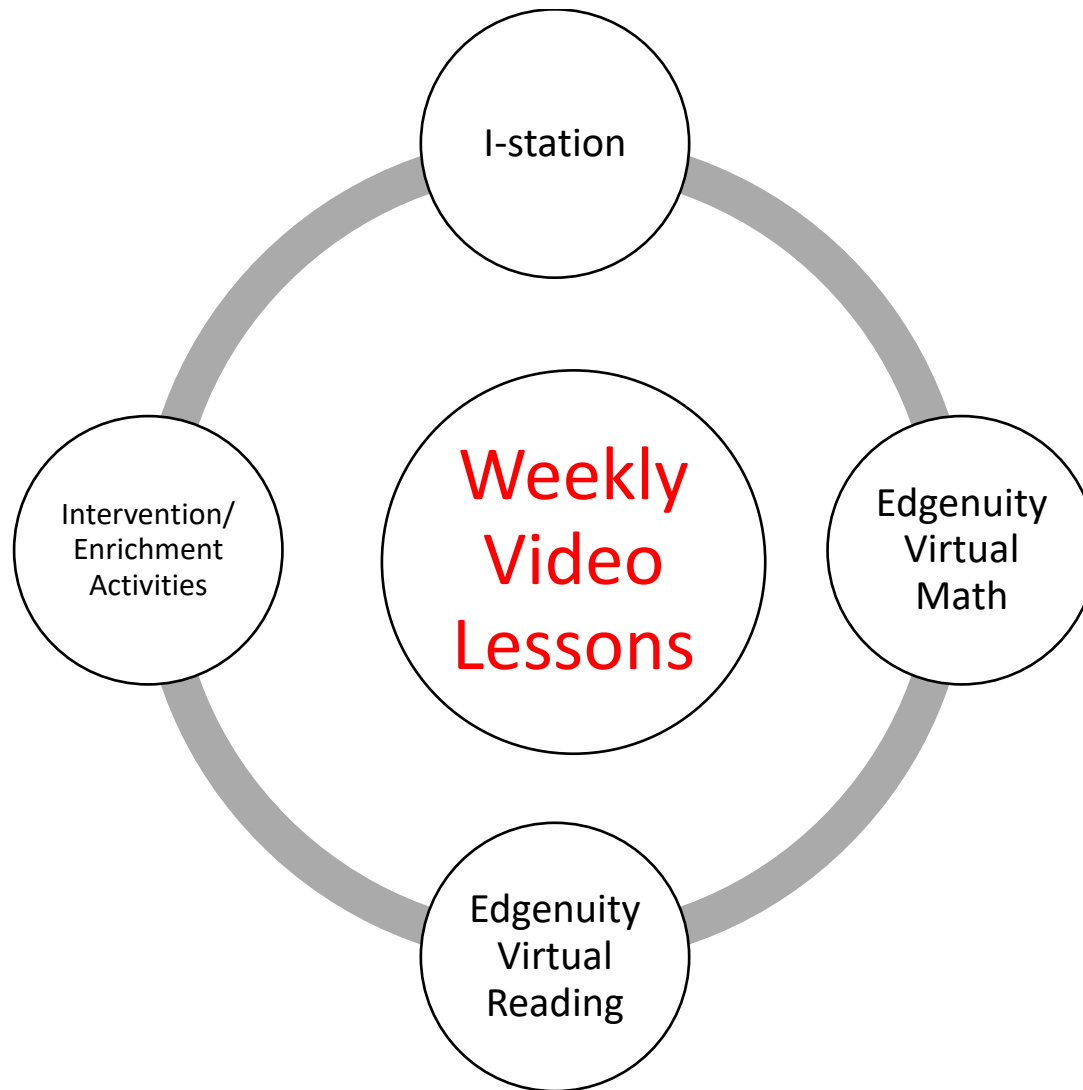 I-station
Weekly
Video
Lessons
Edgenuity
Virtual
Math
Intervention/
Enrichment
Activities
Edgenuity
Virtual
Reading